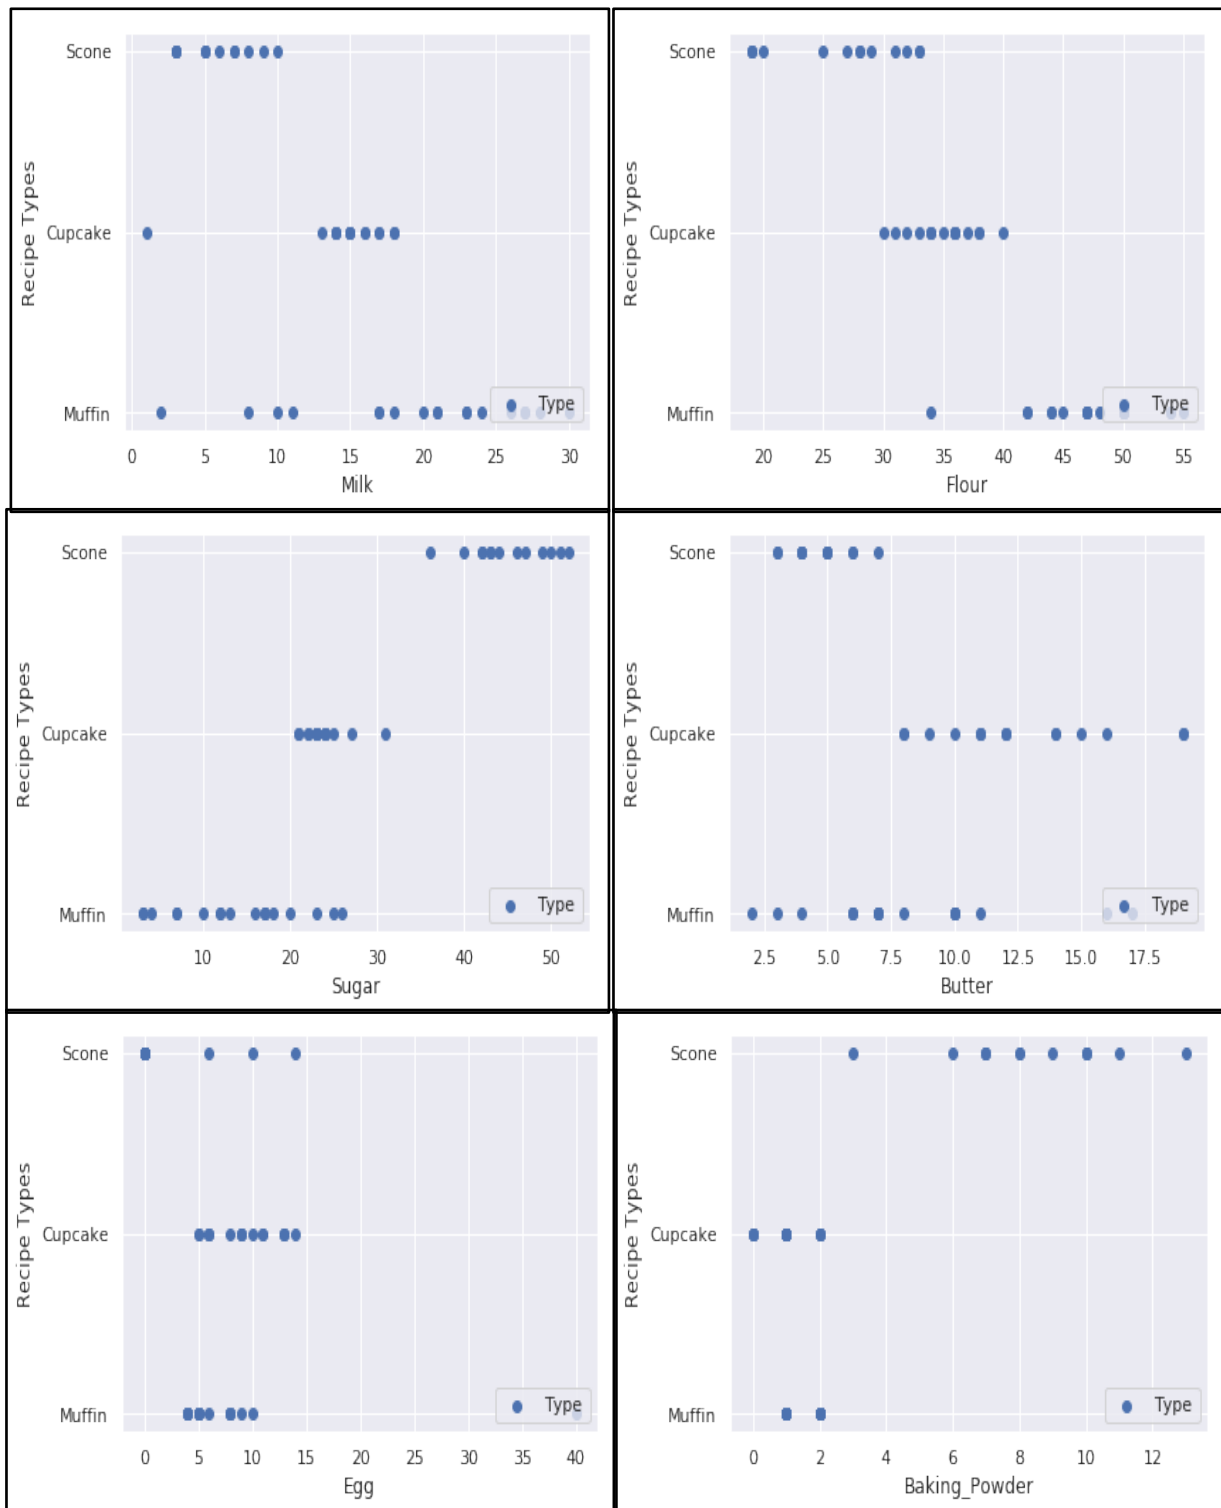 Recipe Types
Scone
Cupcake
Muffin
Type
0 5 10 15 20 25 30
Milk
Recipe Types
Scone
Cupcake
Muffin
Type
20 25 30 35 40 45 50 55
Flour
Recipe Types
Scone
Cupcake
Muffin
Type
10 20 30 40 50
Sugar
Recipe Types
Scone
Cupcake
Muffin
Type
2.5 5.0 7.5 10.0 12.5 15.0 17.5
Butter
Recipe Types
Scone
Cupcake
Muffin
Type
0 5 10 15 20 25 30 35 40
Egg
Recipe Types
Scone
Cupcake
Muffin
Type
0 2 4 6 8 10 12
Baking_Powder